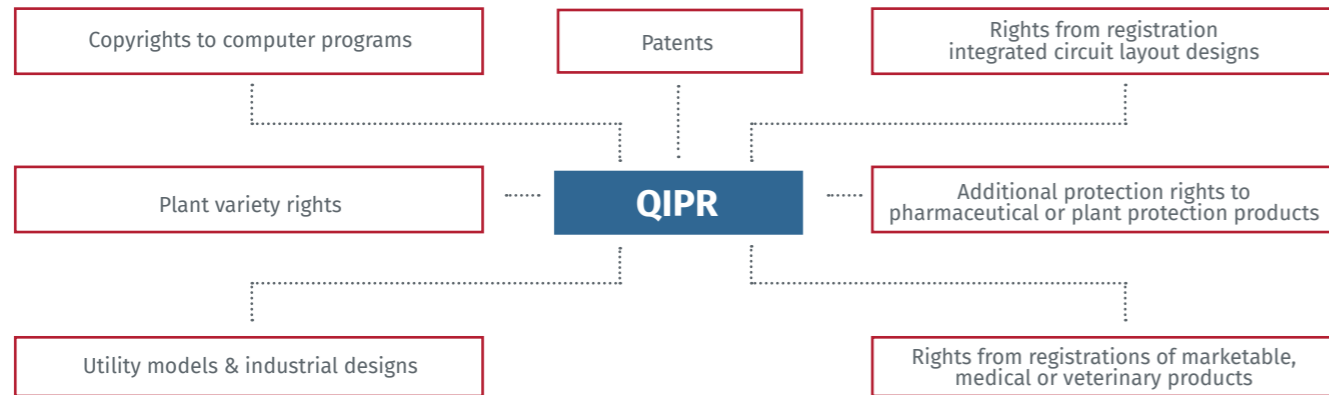 Copyrights to computer programs
Patents
Rights from registration
integrated circuit layout designs
Plant variety rights
QIPR
Additional protection rights to
pharmaceutical or plant protection products
Utility models & industrial designs
Rights from registrations of marketable,
medical or veterinary products